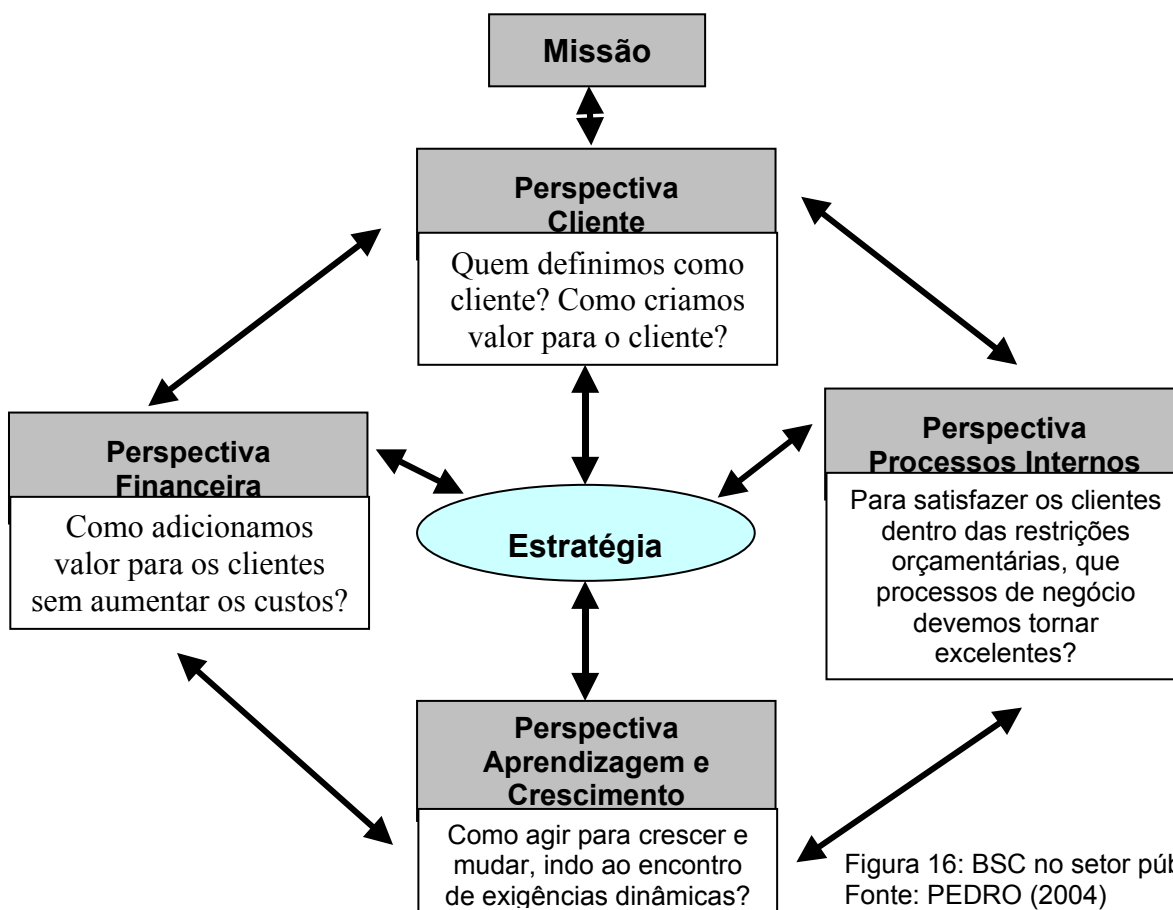 Missão
Perspectiva
Cliente
Quem definimos como
cliente? Como criamos
valor para o cliente?
Perspectiva
Financeira
Como adicionamos
valor para os clientes
sem aumentar os custos?
Estratégia
Perspectiva
Processos Internos
Para satisfazer os clientes
dentro das restrições
orçamentárias, que
processos de negócio
devemos tornar
excelentes?
Perspectiva
Aprendizagem e
Crescimento
Como agir para crescer e
mudar, indo ao encontro
de exigências dinâmicas?
Figura 16: BSC no setor
Fonte: PEDRO (2004)